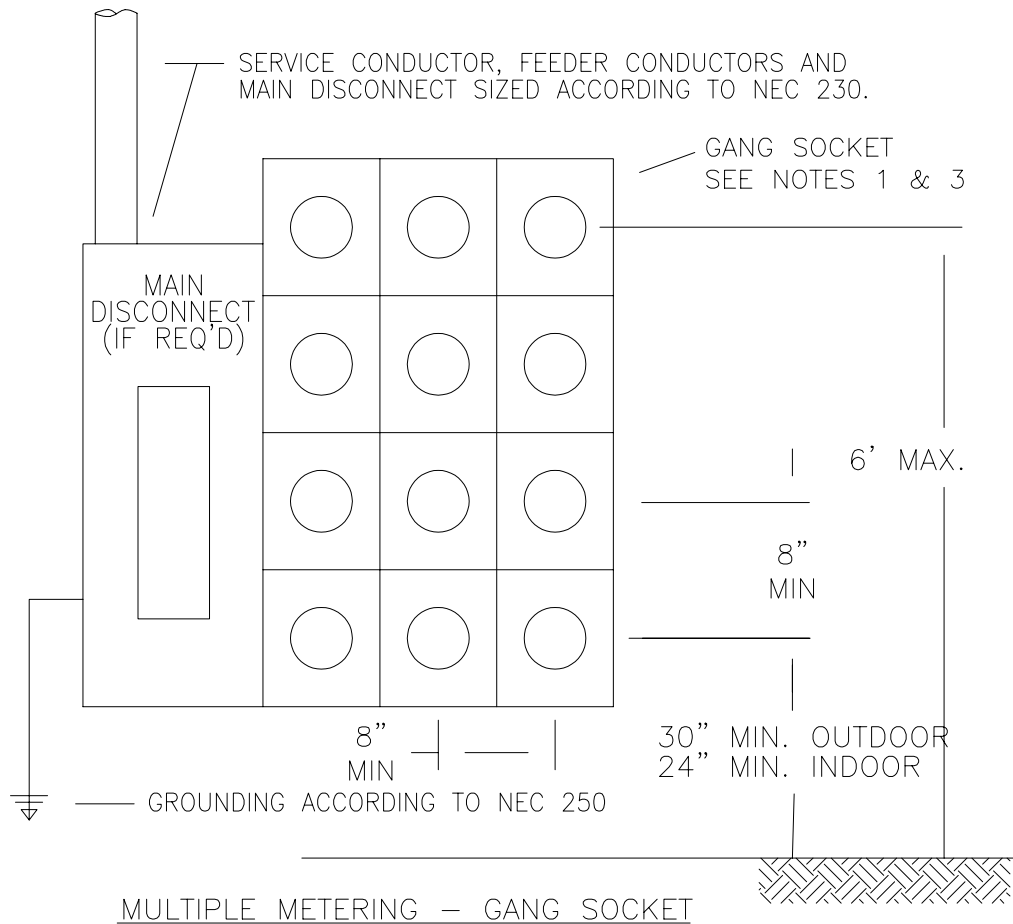 SERVICE CONDUCTOR, FEEDER CONDUCTORS AND
MAIN DISCONNECT SIZED ACCORDING TO NEC 230.
GANG SOCKET
SEE NOTES 1 & 3
MAIN
DISCONNECT
(IF REQ'D)
6' MAX.
8"
MIN
8"
MIN
30" MIN. OUTDOOR
24" MIN. INDOOR
GROUNDING ACCORDING TO NEC 250
MULTIPLE METERING – GANG SOCKET